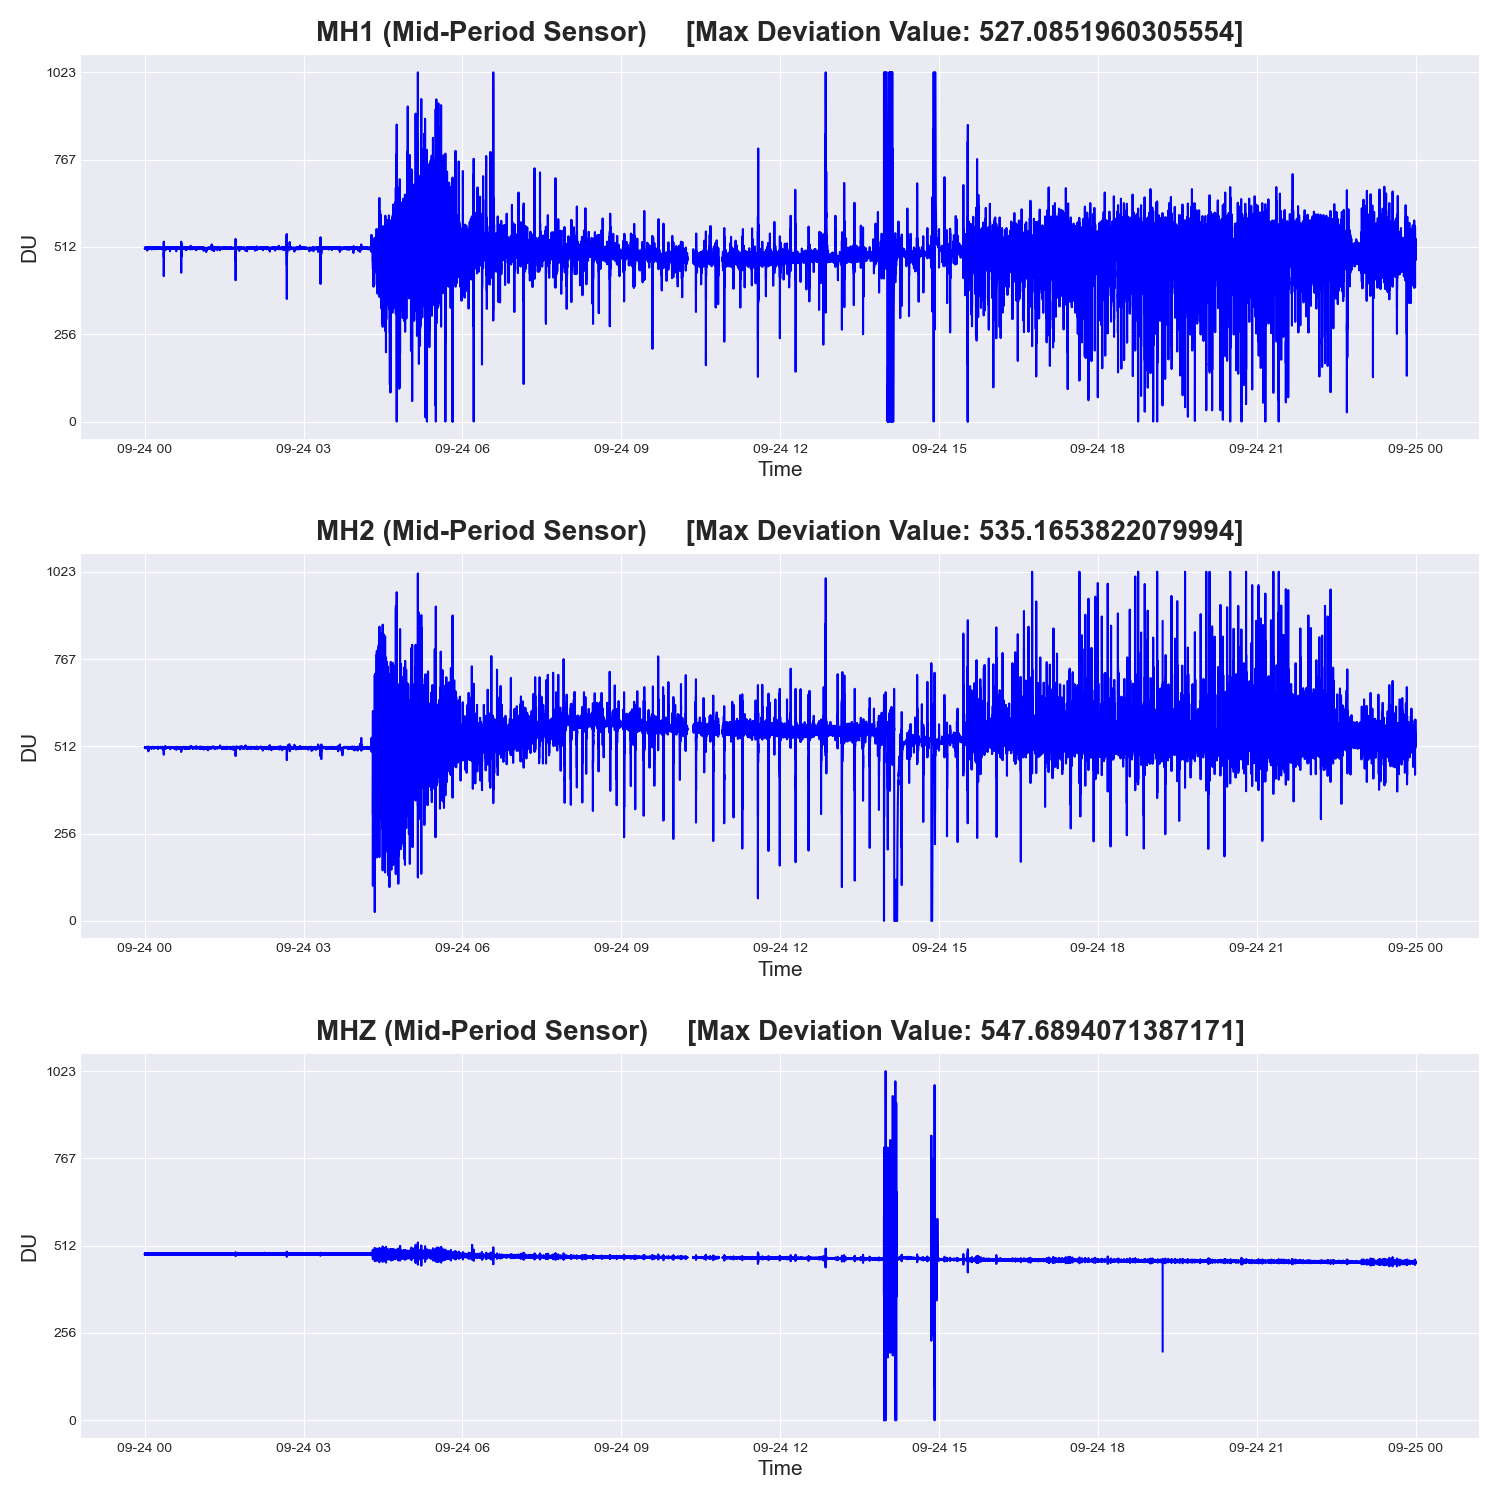 MH1 (Mid-Period Sensor) [Max Deviation Value: 527.0851960305554]
1023
767
512
256
0
DU
09-24 00 09-24 03 09-24 06 09-24 09 09-24 12 09-24 15 09-24 18 09-24 21 09-25 00
Time
MH2 (Mid-Period Sensor) [Max Deviation Value: 535.1653822079994]
1023
767
512
256
0
DU
09-24 00 09-24 03 09-24 06 09-24 09 09-24 12 09-24 15 09-24 18 09-24 21 09-25 00
Time
MHZ (Mid-Period Sensor) [Max Deviation Value: 547.6894071387171]
1023
767
512
256
0
DU
09-24 00 09-24 03 09-24 06 09-24 09 09-24 12 09-24 15 09-24 18 09-24 21 09-25 00
Time